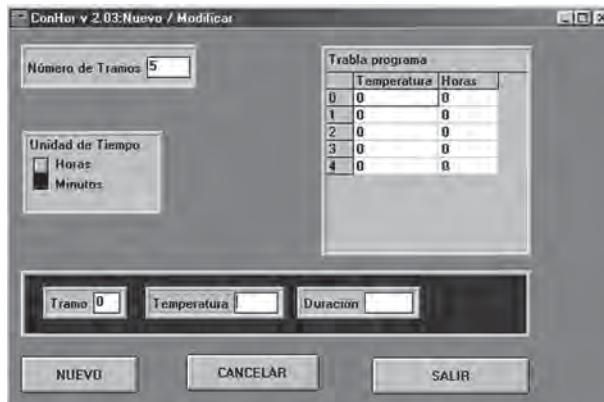 ConHor v 2.03:Nuevo / Modificar
Número de Tramos 5
Unidad de Tiempo
Horas
Minutos
Trabla programa
Temperatura Horas
0 0 0
1 0 0
2 0 0
3 0 0
4 0 0
Tramo 0 Temperatura Duración
NUEVO CANCELAR SALIR